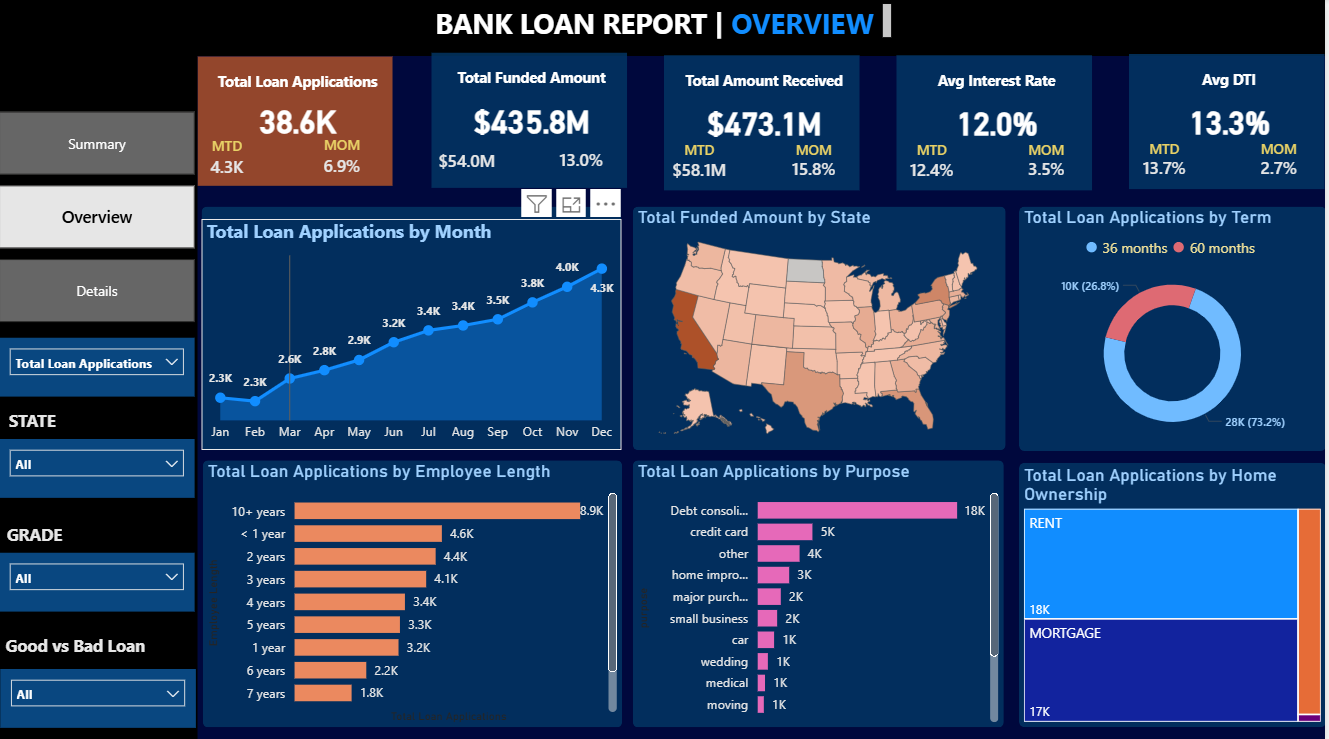 BANK LOAN REPORT | OVERVIEW
Total Loan Applications
38.6K
MTD
MOM
4.3K
6.9%
Total Funded Amount
$435.8M
$54.0M
13.0%
Total Amount Received
$473.1M
MTD
MOM
$58.1M
15.8%
Avg Interest Rate
12.0%
MTD
MOM
12.4%
3.5%
Avg DTI
13.3%
MTD
MOM
13.7%
2.7%
Summary
Overview
Details
Total Loan Applications
STATE
All
GRADE
All
Good vs Bad Loan
All
Total Loan Applications by Month
2.3K
2.3K
2.6K
2.8K
2.9K
3.2K
3.4K
3.4K
3.5K
3.8K
4.0K
4.3K
Jan
Feb
Mar
Apr
May
Jun
Jul
Aug
Sep
Oct
Nov
Dec
Total Funded Amount by State
Total Loan Applications by Term
36 months
60 months
10K (26.8%)
28K (73.2%)
Total Loan Applications by Employee Length
10+ years 8.9K
< 1 year 4.6K
2 years 4.4K
3 years 4.1K
4 years 3.4K
5 years 3.3K
1 year 3.2K
6 years 2.2K
7 years 1.8K
Total Loan Applications by Purpose
Debt consoli... 18K
credit card 5K
other 4K
home impro... 3K
major purch... 2K
small business 2K
car 1K
wedding 1K
medical 1K
moving 1K
Total Loan Applications by Home
Ownership
RENT
18K
MORTGAGE
17K